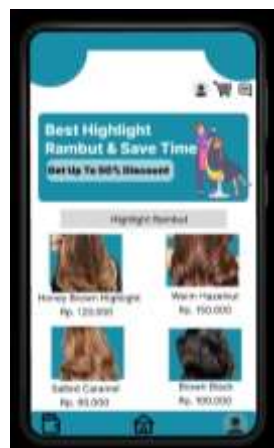 Best Highlight
Rambut & Save Time
Get Up To 50% Discount
Highlight Rambut
Honey Brown Highlight
Warm Hazelnut
Rp. 120.000
Rp. 150.000
Salted Caramel
Brown Black
Rp. 90.000
Rp. 100.000